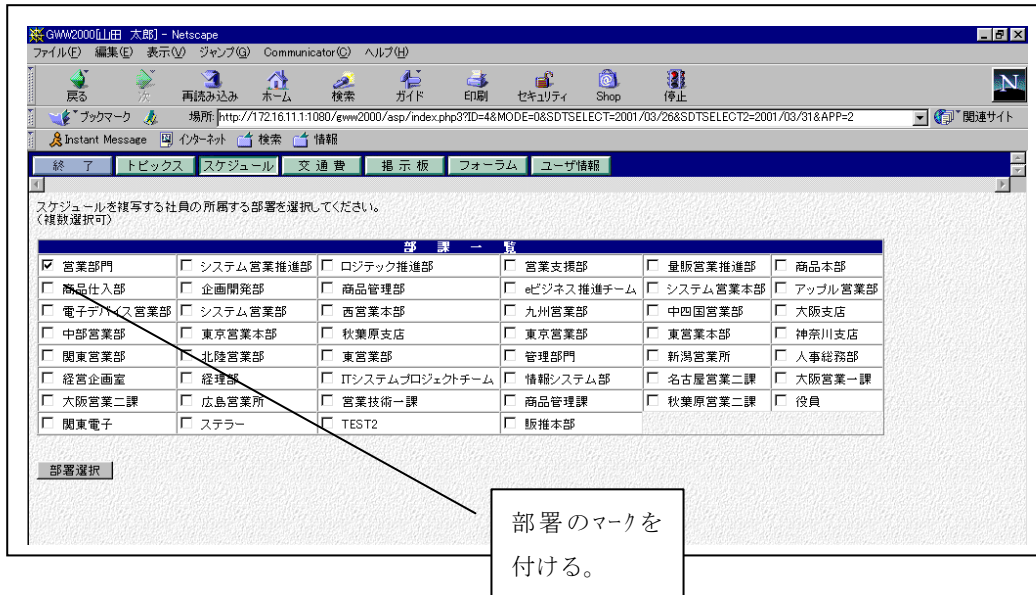 GWW2000[山田 太郎] - Netscape
ファイル(F) 編集(E) 表示(V) ジャンプ(G) Communicator(C) ヘルプ(H)
戻る 次 再読み込み ホーム 検索 ガイド 印刷 セキュリティ Shop 停止
ブックマーク 場所: http://172.16.11.1:1080/gww2000/asp/index.php3?ID=4&MODE=0&SDTSELECT=2001/03/26&SDTSELECT2=2001/03/31&APP=2 関連サイト
Instant Message インターネット 検索 情報
終 了 トピックス スケジュール 交 通 費 掲 示 板 フォーラム ユーザ情報
スケジュールを複写する社員の所属する部署を選択してください。
(複数選択可)
部 課 一 覧
営業部門 システム営業推進部 ロジテック推進部 営業支援部 量販営業推進部 商品本部
商品仕入部 企画開発部 商品管理部 eビジネス推進チーム システム営業本部 アップル営業部
電子デバイス営業部 システム営業部 西営業本部 九州営業部 中四国営業部 大阪支店
中部営業部 東京営業本部 秋葉原支店 東京営業部 東営業本部 神奈川支店
関東営業部 北陸営業部 東営業部 管理部門 新潟営業所 人事総務部
経営企画室 経理部 ITシステムプロジェクトチーム 情報システム部 名古屋営業二課 大阪営業一課
大阪営業二課 広島営業所 営業技術一課 商品管理課 秋葉原営業二課 役員
関東電子 ステラー TEST2 販推本部
部署選択
部署のマークを
付ける。